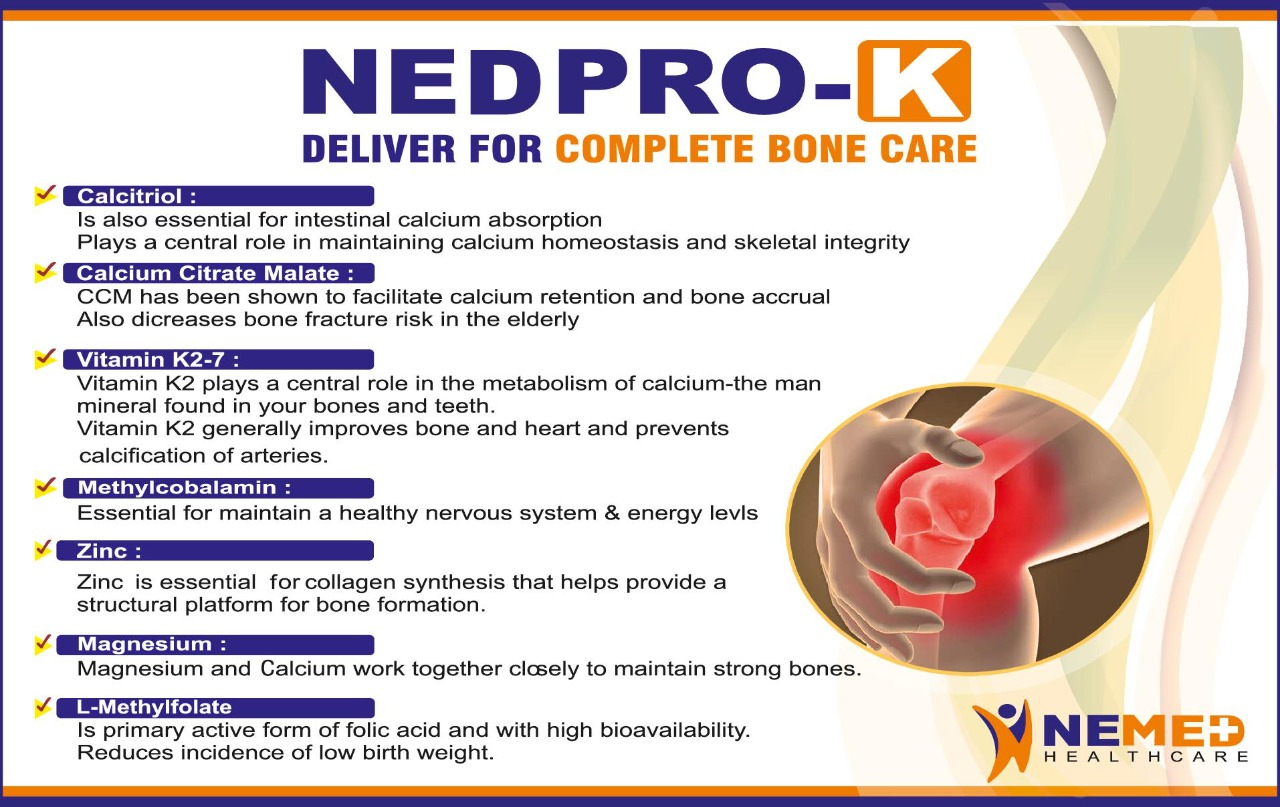 NEDPRO-K
DELIVER FOR COMPLETE BONE CARE
Calcitriol :
Is also essential for intestinal calcium absorption
Plays a central role in maintaining calcium homeostasis and skeletal integrity
Calcium Citrate Malate :
CCM has been shown to facilitate calcium retention and bone accrual
Also dicreases bone fracture risk in the elderly
Vitamin K2-7 :
Vitamin K2 plays a central role in the metabolism of calcium-the man
mineral found in your bones and teeth.
Vitamin K2 generally improves bone and heart and prevents
calcification of arteries.
Methylcobalamin :
Essential for maintain a healthy nervous system & energy levls
Zinc :
Zinc is essential for collagen synthesis that helps provide a
structural platform for bone formation.
Magnesium :
Magnesium and Calcium work together closely to maintain strong bones.
L-Methylfolate
Is primary active form of folic acid and with high bioavailability.
Reduces incidence of low birth weight.
NEMED
HEALTHCARE